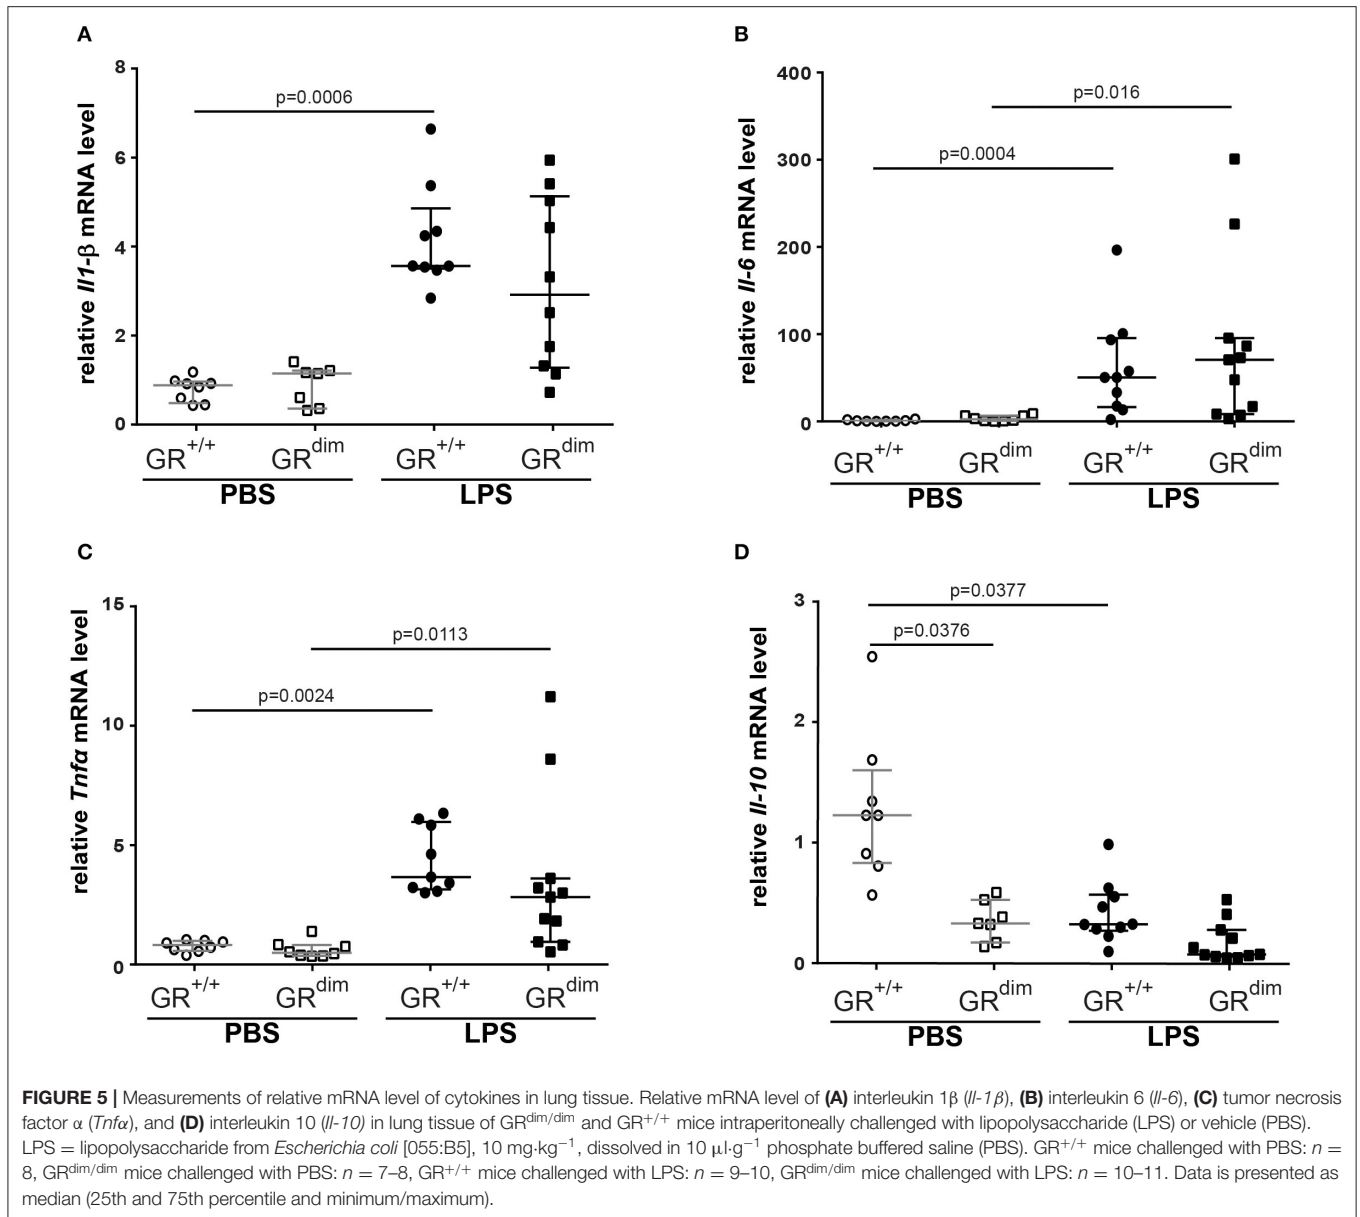 A
relative Il1-β mRNA level
8
6
4
2
0
p=0.0006
GR+/+ GRdim GR+/+ GRdim
PBS LPS
B
relative Il-6 mRNA level
400
300
200
100
0
p=0.016
p=0.0004
GR+/+ GRdim GR+/+ GRdim
PBS LPS
C
relative Tnfα mRNA level
15
10
5
0
p=0.0113
p=0.0024
GR+/+ GRdim GR+/+ GRdim
PBS LPS
D
relative Il-10 mRNA level
3
2
1
0
p=0.0377
p=0.0376
GR+/+ GRdim GR+/+ GRdim
PBS LPS
FIGURE 5 | Measurements of relative mRNA level of cytokines in lung tissue. Relative mRNA level of (A) interleukin 1β (Il-1β), (B) interleukin 6 (Il-6), (C) tumor necrosis
factor α (Tnfα), and (D) interleukin 10 (Il-10) in lung tissue of GRdim/dim and GR+/+ mice intraperitoneally challenged with lipopolysaccharide (LPS) or vehicle (PBS).
LPS = lipopolysaccharide from Escherichia coli [055:B5], 10 mg·kg−1, dissolved in 10 μl·g−1 phosphate buffered saline (PBS). GR+/+ mice challenged with PBS: n =
8, GRdim/dim mice challenged with PBS: n = 7–8, GR+/+ mice challenged with LPS: n = 9–10, GRdim/dim mice challenged with LPS: n = 10–11. Data is presented as
median (25th and 75th percentile and minimum/maximum).